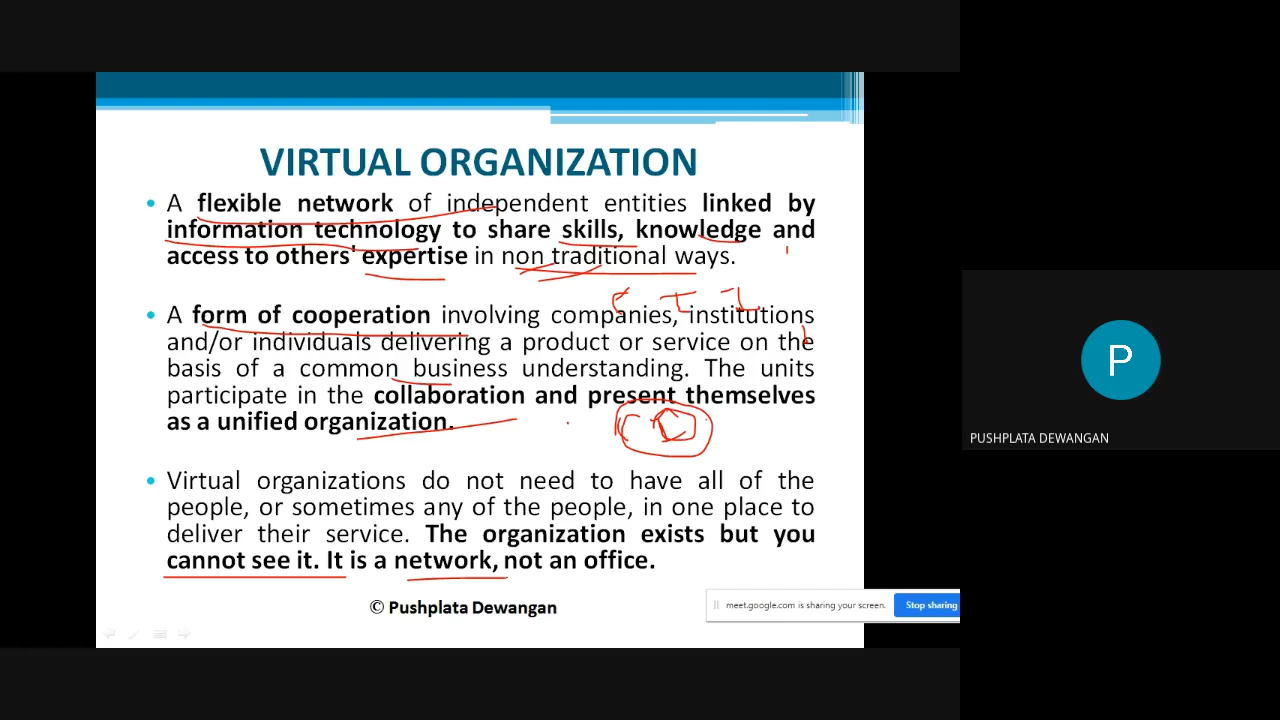 VIRTUAL ORGANIZATION
• A flexible network of independent entities linked by
information technology to share skills, knowledge and
access to others' expertise in non traditional ways.
• A form of cooperation involving companies, institutions
and/or individuals delivering a product or service on the
basis of a common business understanding. The units
participate in the collaboration and present themselves
as a unified organization.
• Virtual organizations do not need to have all of the
people, or sometimes any of the people, in one place to
deliver their service. The organization exists but you
cannot see it. It is a network, not an office.
© Pushplata Dewangan
meet.google.com is sharing your screen.
Stop sharing
P
PUSHPLATA DEWANGAN